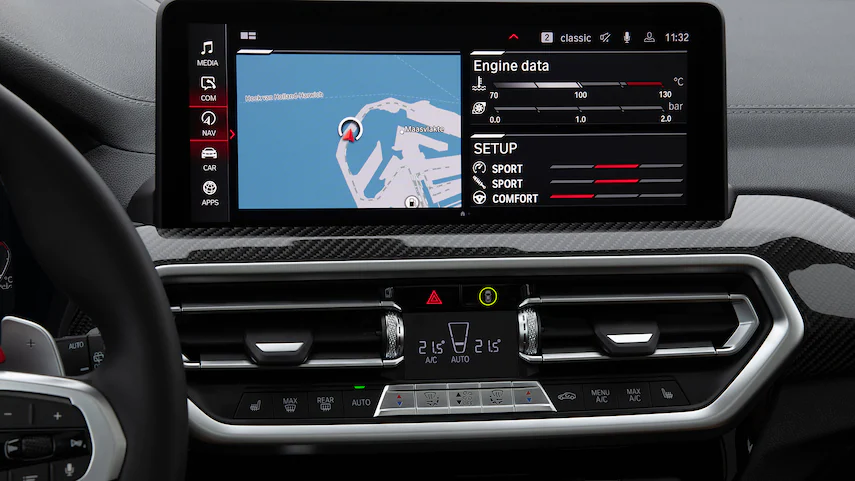 2 classic 11:32
MEDIA
COM
NAV
CAR
APPS
Hoek van Holland-Harwich
Maasvlakte
Engine data
°C
70 100 130
bar
0.0 1.0 2.0
SETUP
SPORT
SPORT
COMFORT
21.5° 21.5°
A/C AUTO
AUTO
MAX
REAR
AUTO
MENU
A/C
MAX
A/C
°C